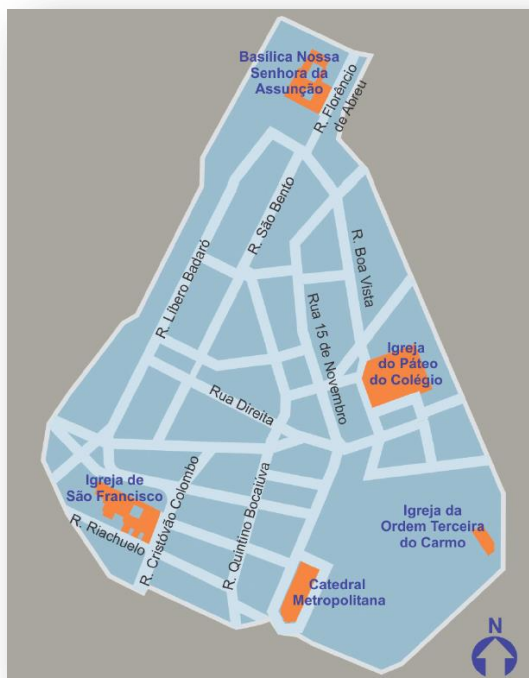 Basílica Nossa
Senhora da
Assunção
R. Florêncio
de Abreu
R. São Bento
R. Líbero Badaró
R. Boa Vista
Rua 15 de Novembro
Igreja
do Páteo
do Colégio
Rua Direita
Igreja de
São Francisco
R. Riachuelo
R. Cristóvão Colombo
R. Quintino Bocaiúva
Igreja da
Ordem Terceira
do Carmo
Catedral
Metropolitana
N